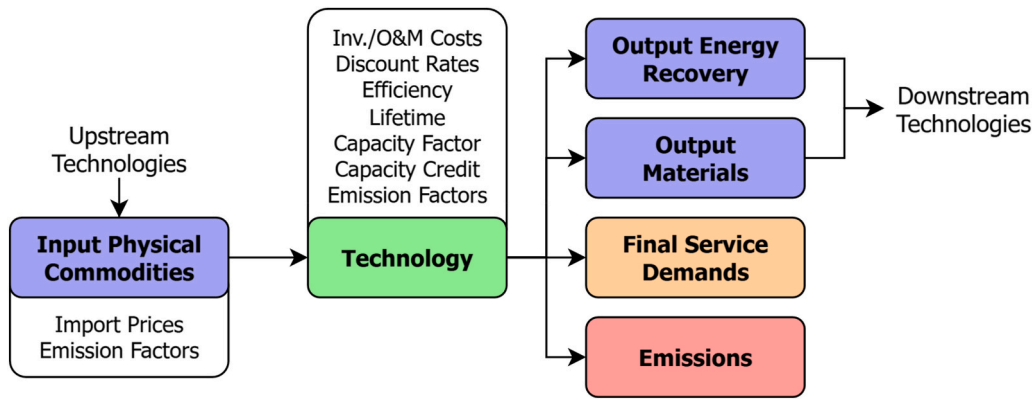 Upstream
Technologies
Input Physical
Commodities
Import Prices
Emission Factors
Inv./O&M Costs
Discount Rates
Efficiency
Lifetime
Capacity Factor
Capacity Credit
Emission Factors
Technology
Output Energy
Recovery
Output
Materials
Final Service
Demands
Emissions
Downstream
Technologies